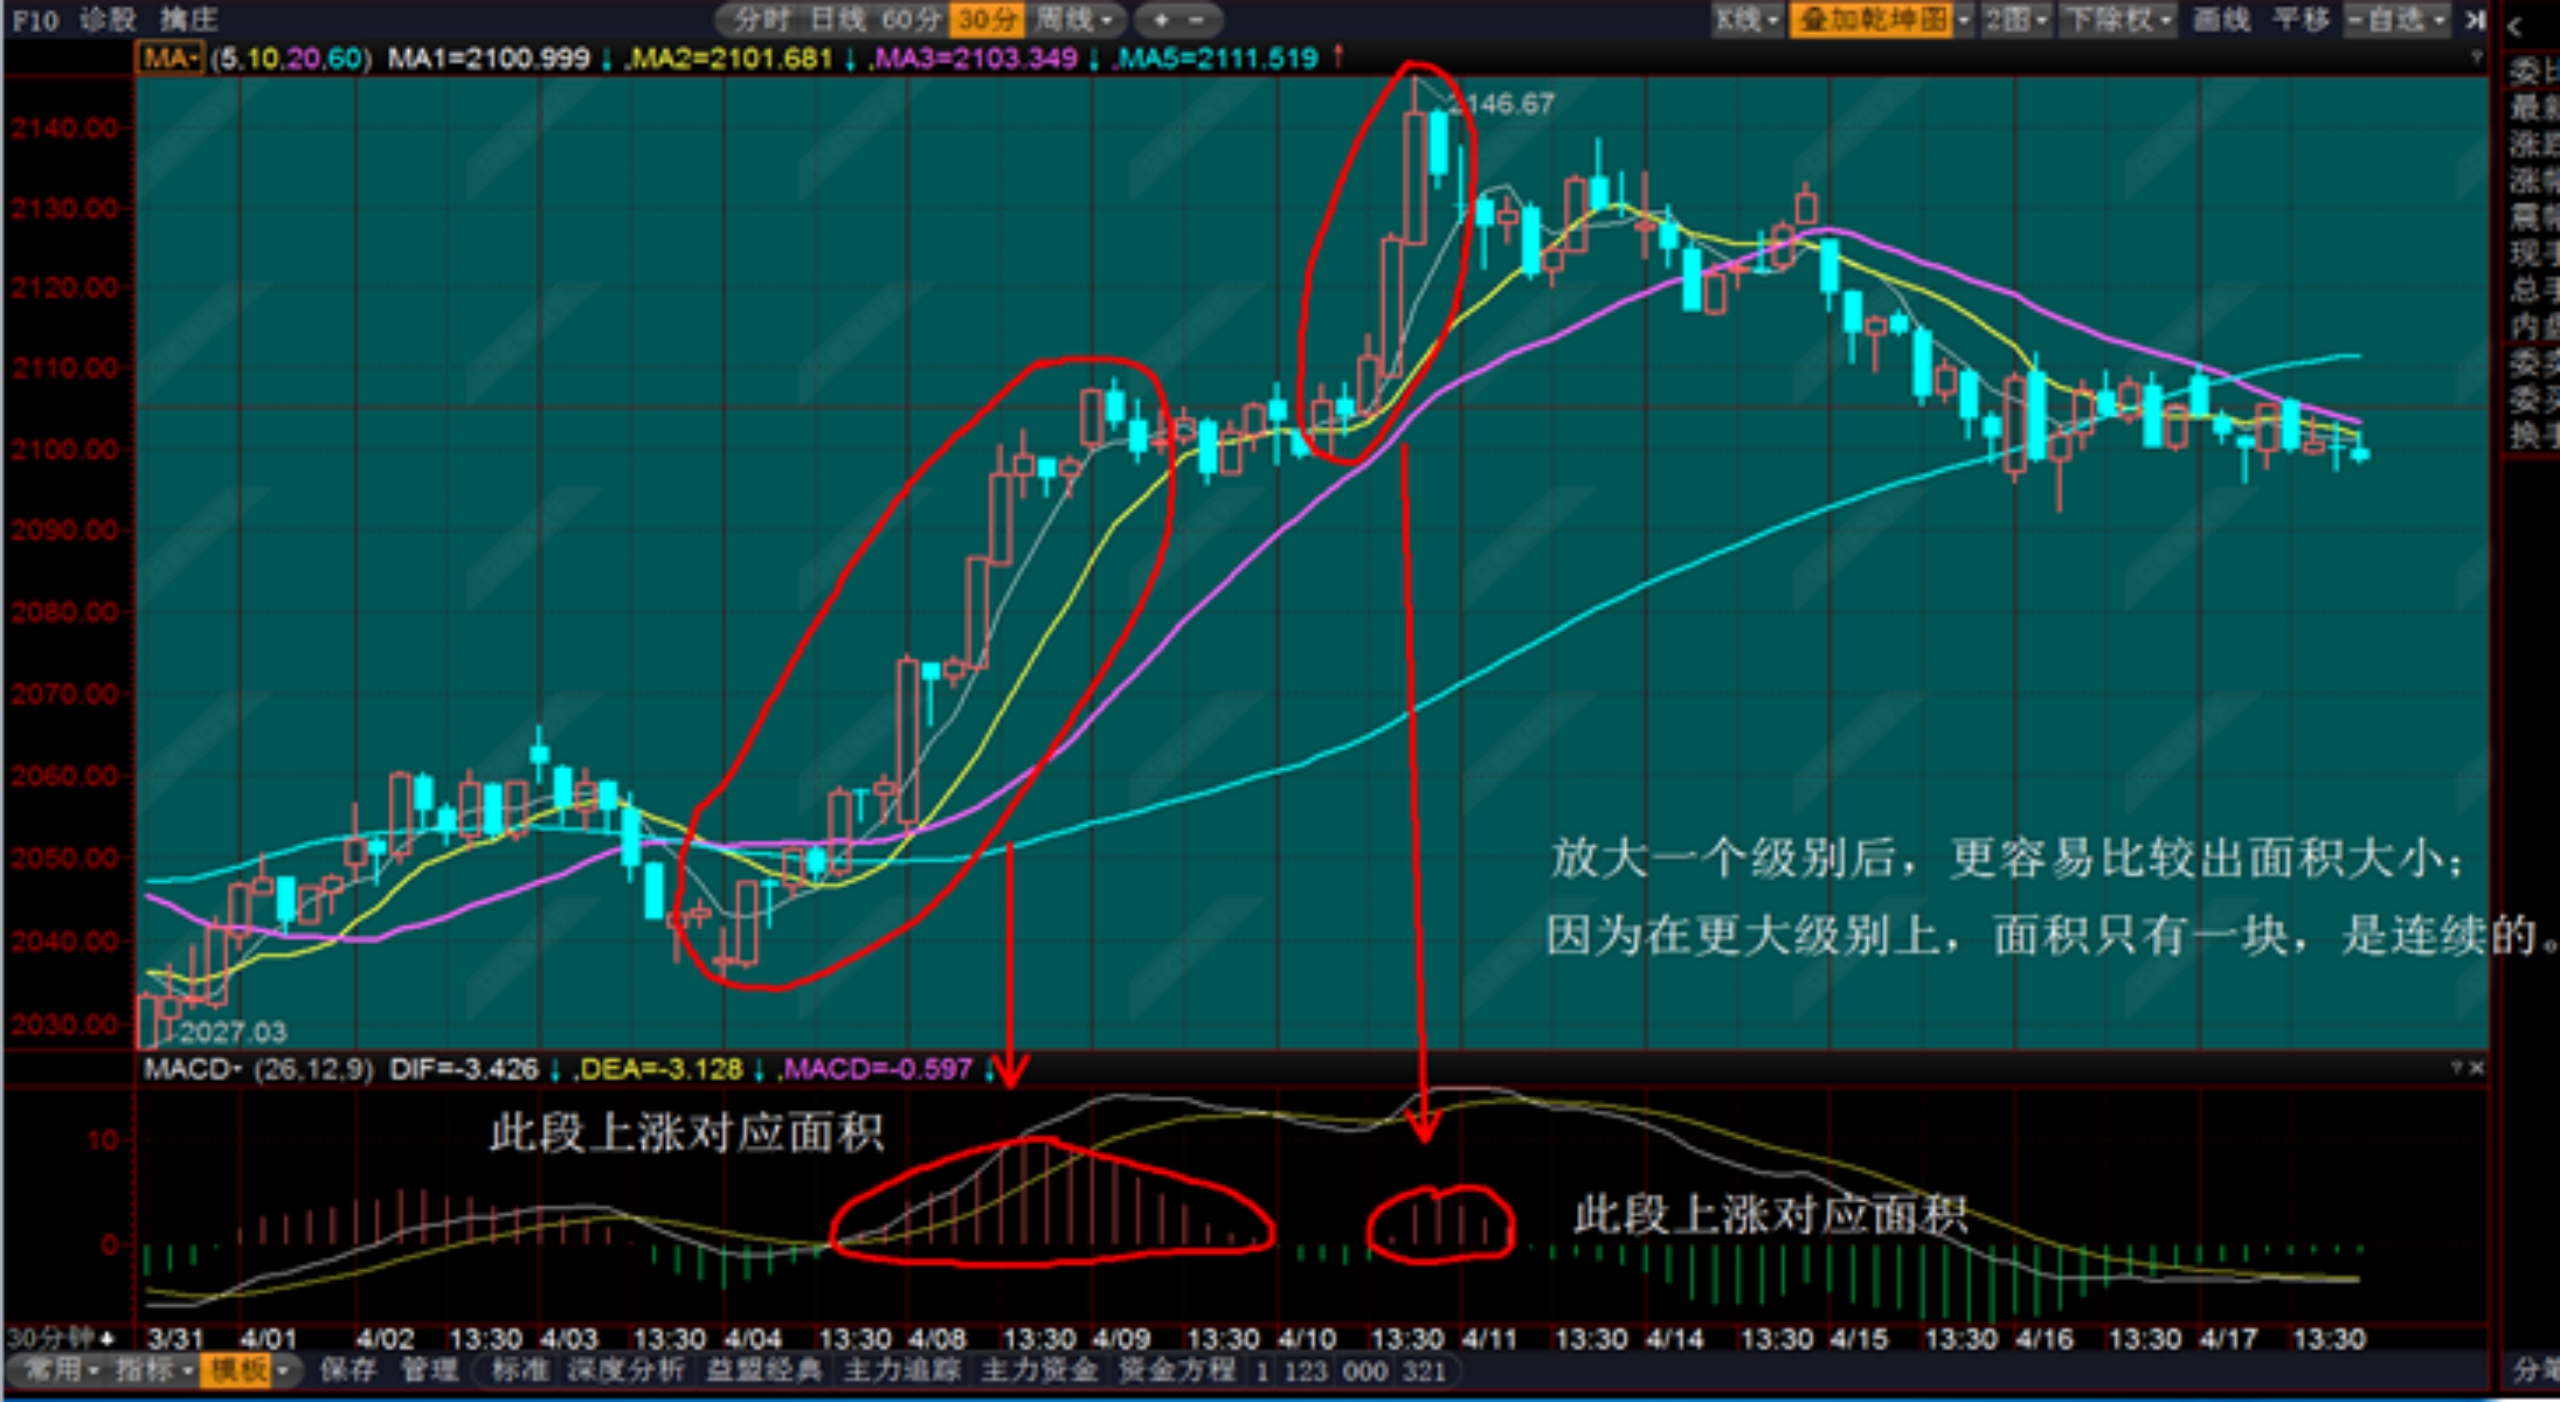 F10 诊股 擒庄 分时 日线 60分 30分 周线 + - K线 叠加乾坤图 2图 下除权 画线 平移 -自选
MA (5,10,20,60) MA1=2100.999↓,MA2=2101.681↓,MA3=2103.349↓,MA5=2111.519↑
2146.67
2140.00
2130.00
2120.00
2110.00
2100.00
2090.00
2080.00
2070.00
2060.00
2050.00
2040.00
2030.00
2027.03
放大一个级别后，更容易比较出面积大小；
因为在更大级别上，面积只有一块，是连续的。
MACD (26,12,9) DIF=-3.426↓,DEA=-3.128↓,MACD=-0.597↓
此段上涨对应面积
10
此段上涨对应面积
0
30分钟 3/31 4/01 4/02 13:30 4/03 13:30 4/04 13:30 4/08 13:30 4/09 13:30 4/10 13:30 4/11 13:30 4/14 13:30 4/15 13:30 4/16 13:30 4/17 13:30
常用 指标 模板 保存 管理 标准 深度分析 益盟经典 主力追踪 主力资金 资金方程 1 123 000 321
委
最
涨
涨
震
现
总
内
委
委
换
分